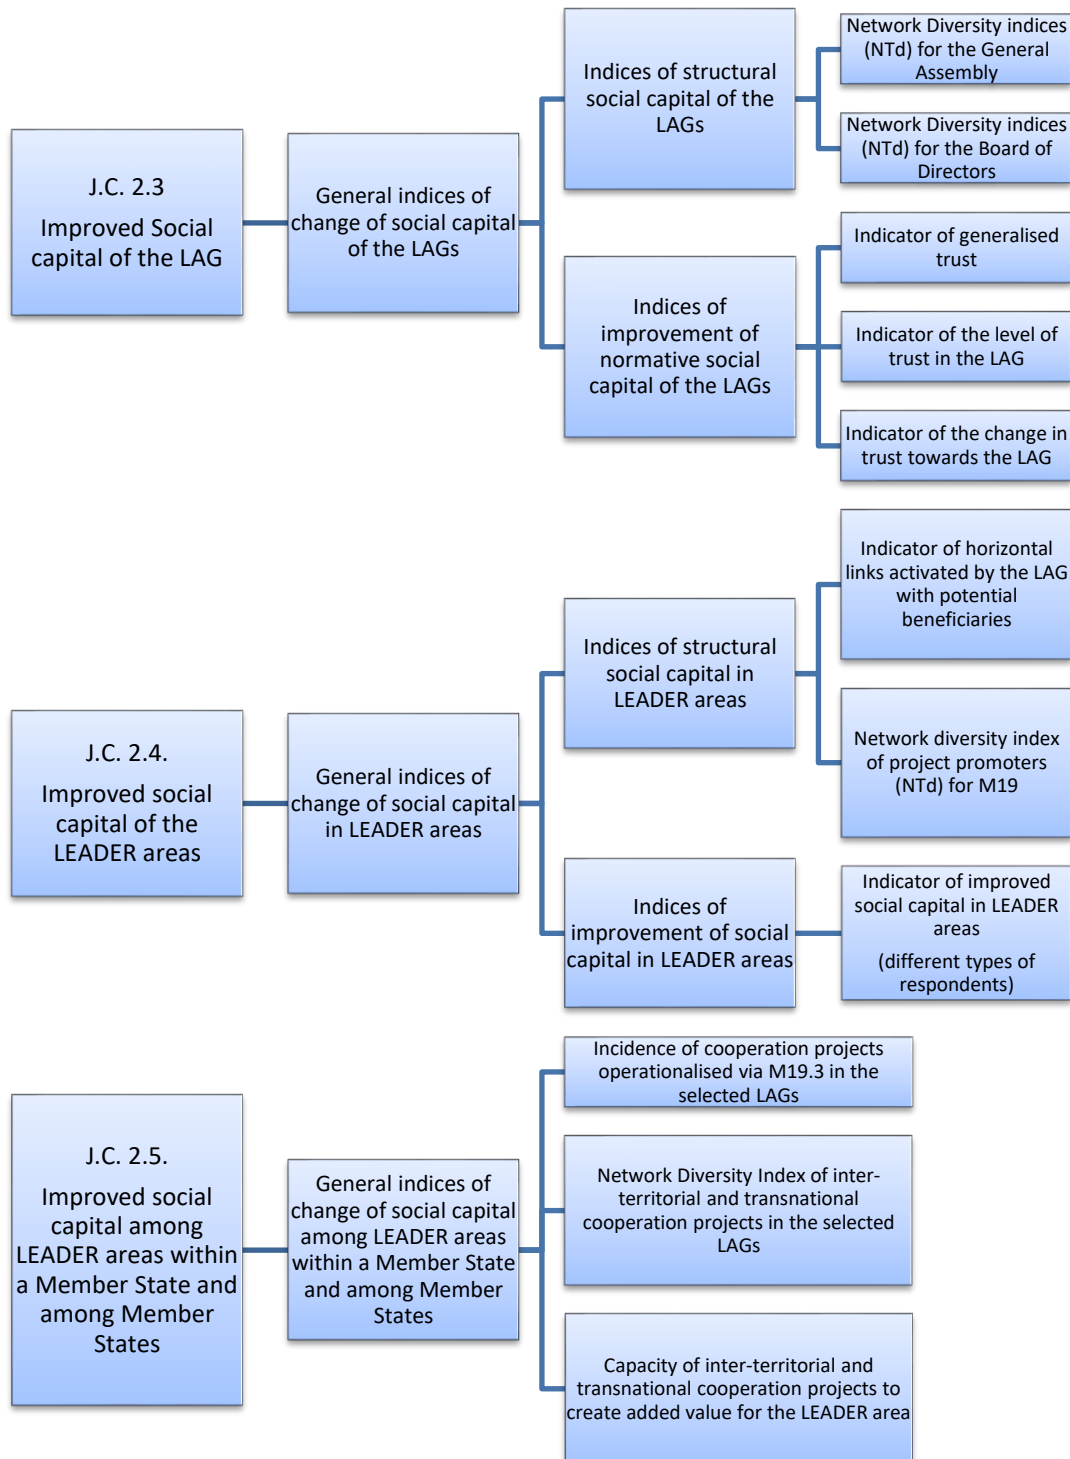 J.C. 2.3
Improved Social
capital of the LAG
General indices of
change of social capital
of the LAGs
Indices of structural
social capital of the
LAGs
Network Diversity indices
(NTd) for the General
Assembly
Network Diversity indices
(NTd) for the Board of
Directors
Indices of
improvement of
normative social
capital of the LAGs
Indicator of generalised
trust
Indicator of the level of
trust in the LAG
Indicator of the change in
trust towards the LAG
J.C. 2.4.
Improved social
capital of the
LEADER areas
General indices of
change of social capital
in LEADER areas
Indices of structural
social capital in
LEADER areas
Indicator of horizontal
links activated by the LAG
with potential
beneficiaries
Network diversity index
of project promoters
(NTd) for M19
Indices of
improvement of social
capital in LEADER areas
Indicator of improved
social capital in LEADER
areas
(different types of
respondents)
J.C. 2.5.
Improved social
capital among
LEADER areas within
a Member State and
among Member
States
General indices of
change of social capital
among LEADER areas
within a Member State
and among Member
States
Incidence of cooperation projects
operationalised via M19.3 in the
selected LAGs
Network Diversity Index of inter-
territorial and transnational
cooperation projects in the selected
LAGs
Capacity of inter-territorial and
transnational cooperation projects to
create added value for the LEADER area